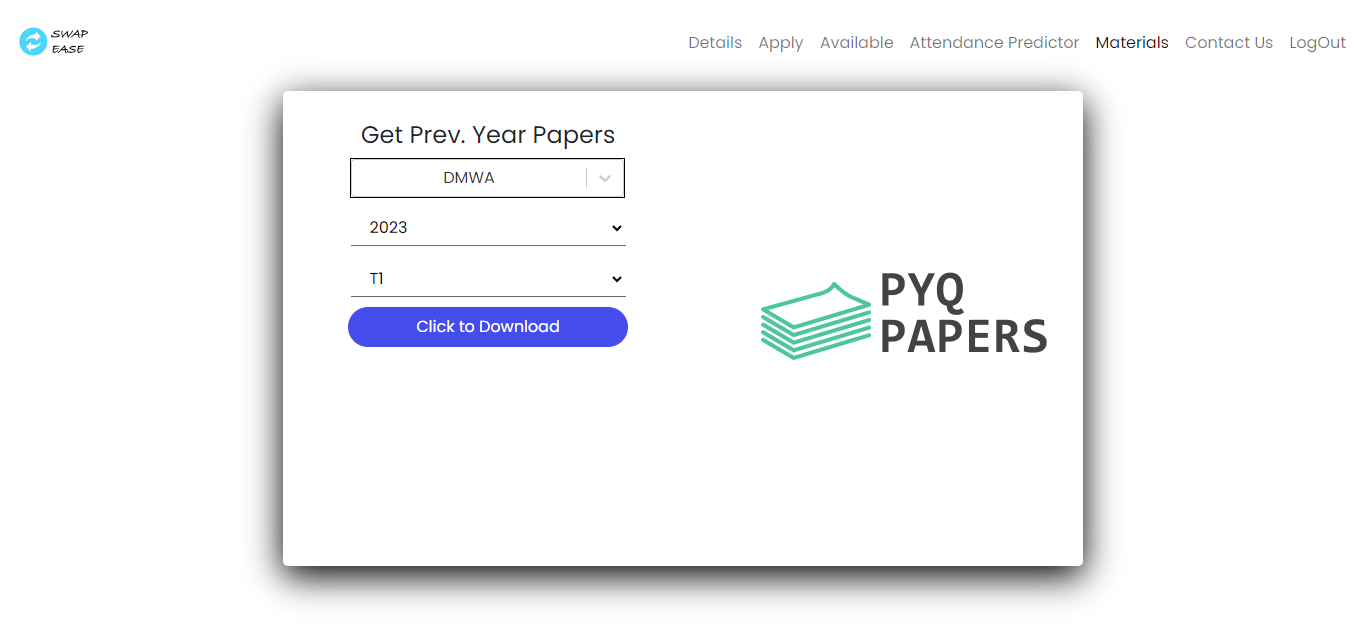 SWAP
EASE
Details Apply Available Attendance Predictor Materials Contact Us LogOut
Get Prev. Year Papers
DMWA
2023
T1
Click to Download
PYQ
PAPERS